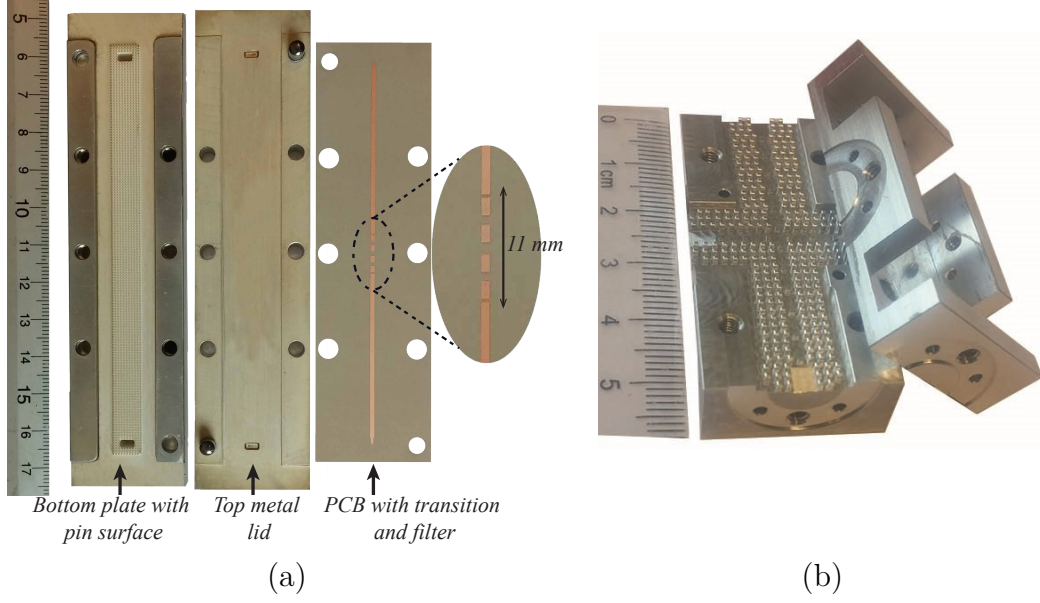 5
6
7
8
9
10
11
12
13
14
15
16
17
11 mm
Bottom plate with
pin surface
Top metal
lid
PCB with transition
and filter
(a)
0
1cm
2
3
4
5
(b)